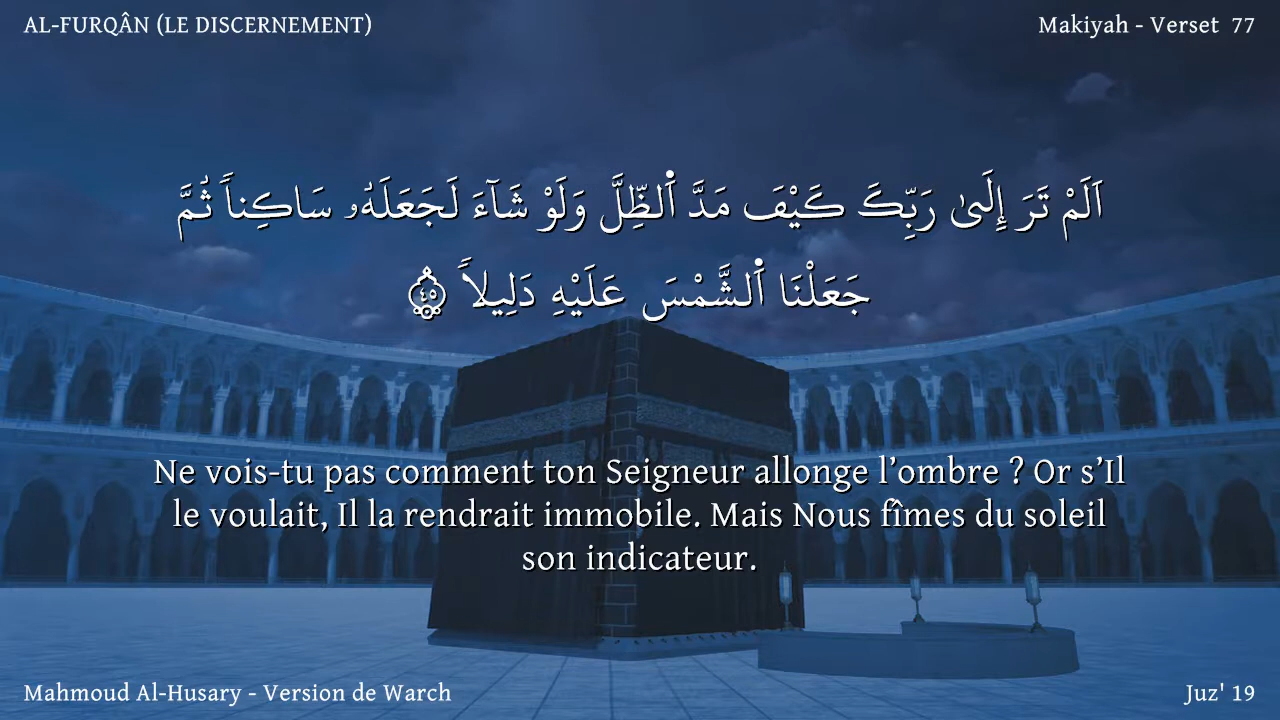 AL-FURQÂN (LE DISCERNEMENT)
Makiyah - Verset 77
اَلَمْ تَرَ إِلَىٰ رَبِّكَ كَيْفَ مَدَّ اَ۬لظِّلَّ وَلَوْ شَآءَ لَجَعَلَهُۥ سَاكِناٗ ثُمَّ
جَعَلْنَا اَ۬لشَّمْسَ عَلَيْهِ دَلِيلاٗ ٤٥
Ne vois-tu pas comment ton Seigneur allonge l’ombre ? Or s’Il
le voulait, Il la rendrait immobile. Mais Nous fîmes du soleil
son indicateur.
Mahmoud Al-Husary - Version de Warch
Juz' 19